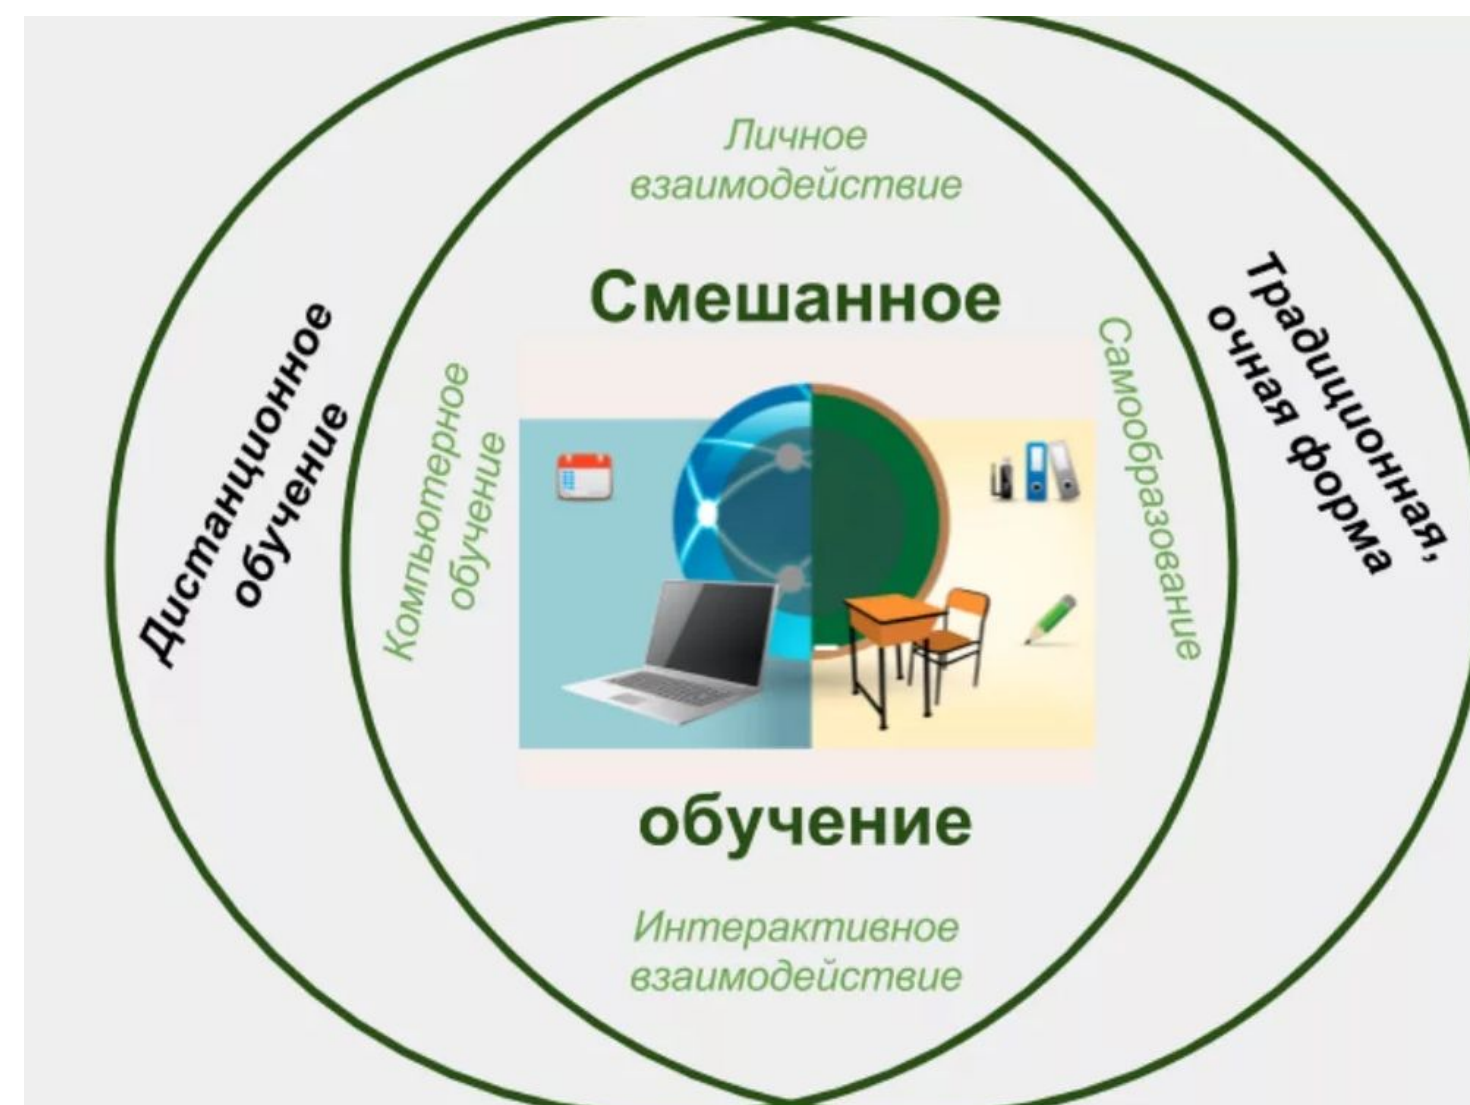 Личное
взаимодействие
Смешанное
Дистанционное
обучение
Компьютерное
обучение
Самообразование
Традиционная,
очная форма
обучение
Интерактивное
взаимодействие